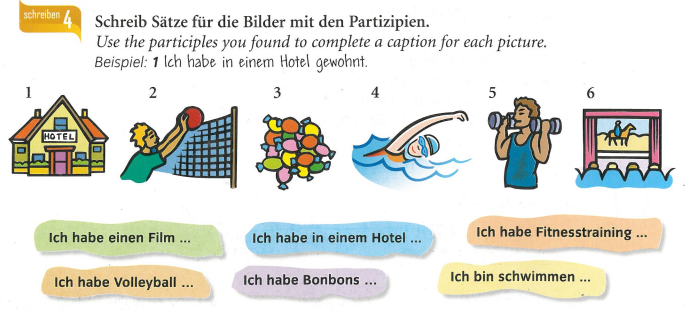 schreiben 4
Schreib Sätze für die Bilder mit den Partizipien.
Use the participles you found to complete a caption for each picture.
Beispiel: 1 Ich habe in einem Hotel gewohnt.
1 2 3 4 5 6
HOTEL
Ich habe einen Film ...
Ich habe in einem Hotel ...
Ich habe Fitnesstraining ...
Ich habe Volleyball ...
Ich habe Bonbons ...
Ich bin schwimmen ...